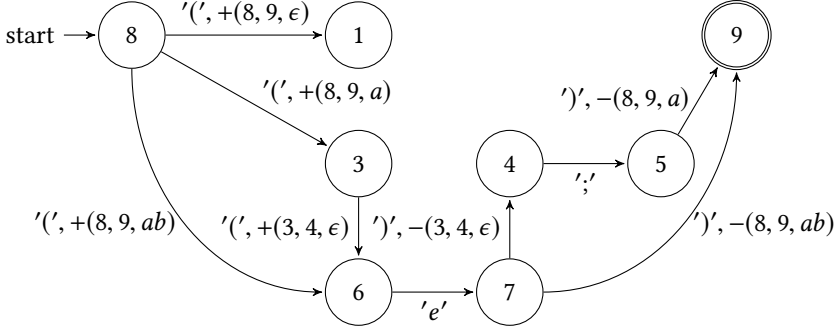 start
8
'(', +(8, 9, ϵ)
1
9
'(', +(8, 9, a)
')', −(8, 9, a)
3
4
';'
5
'(', +(8, 9, ab)
'(', +(3, 4, ϵ)
')', −(3, 4, ϵ)
')', −(8, 9, ab)
6
'e'
7